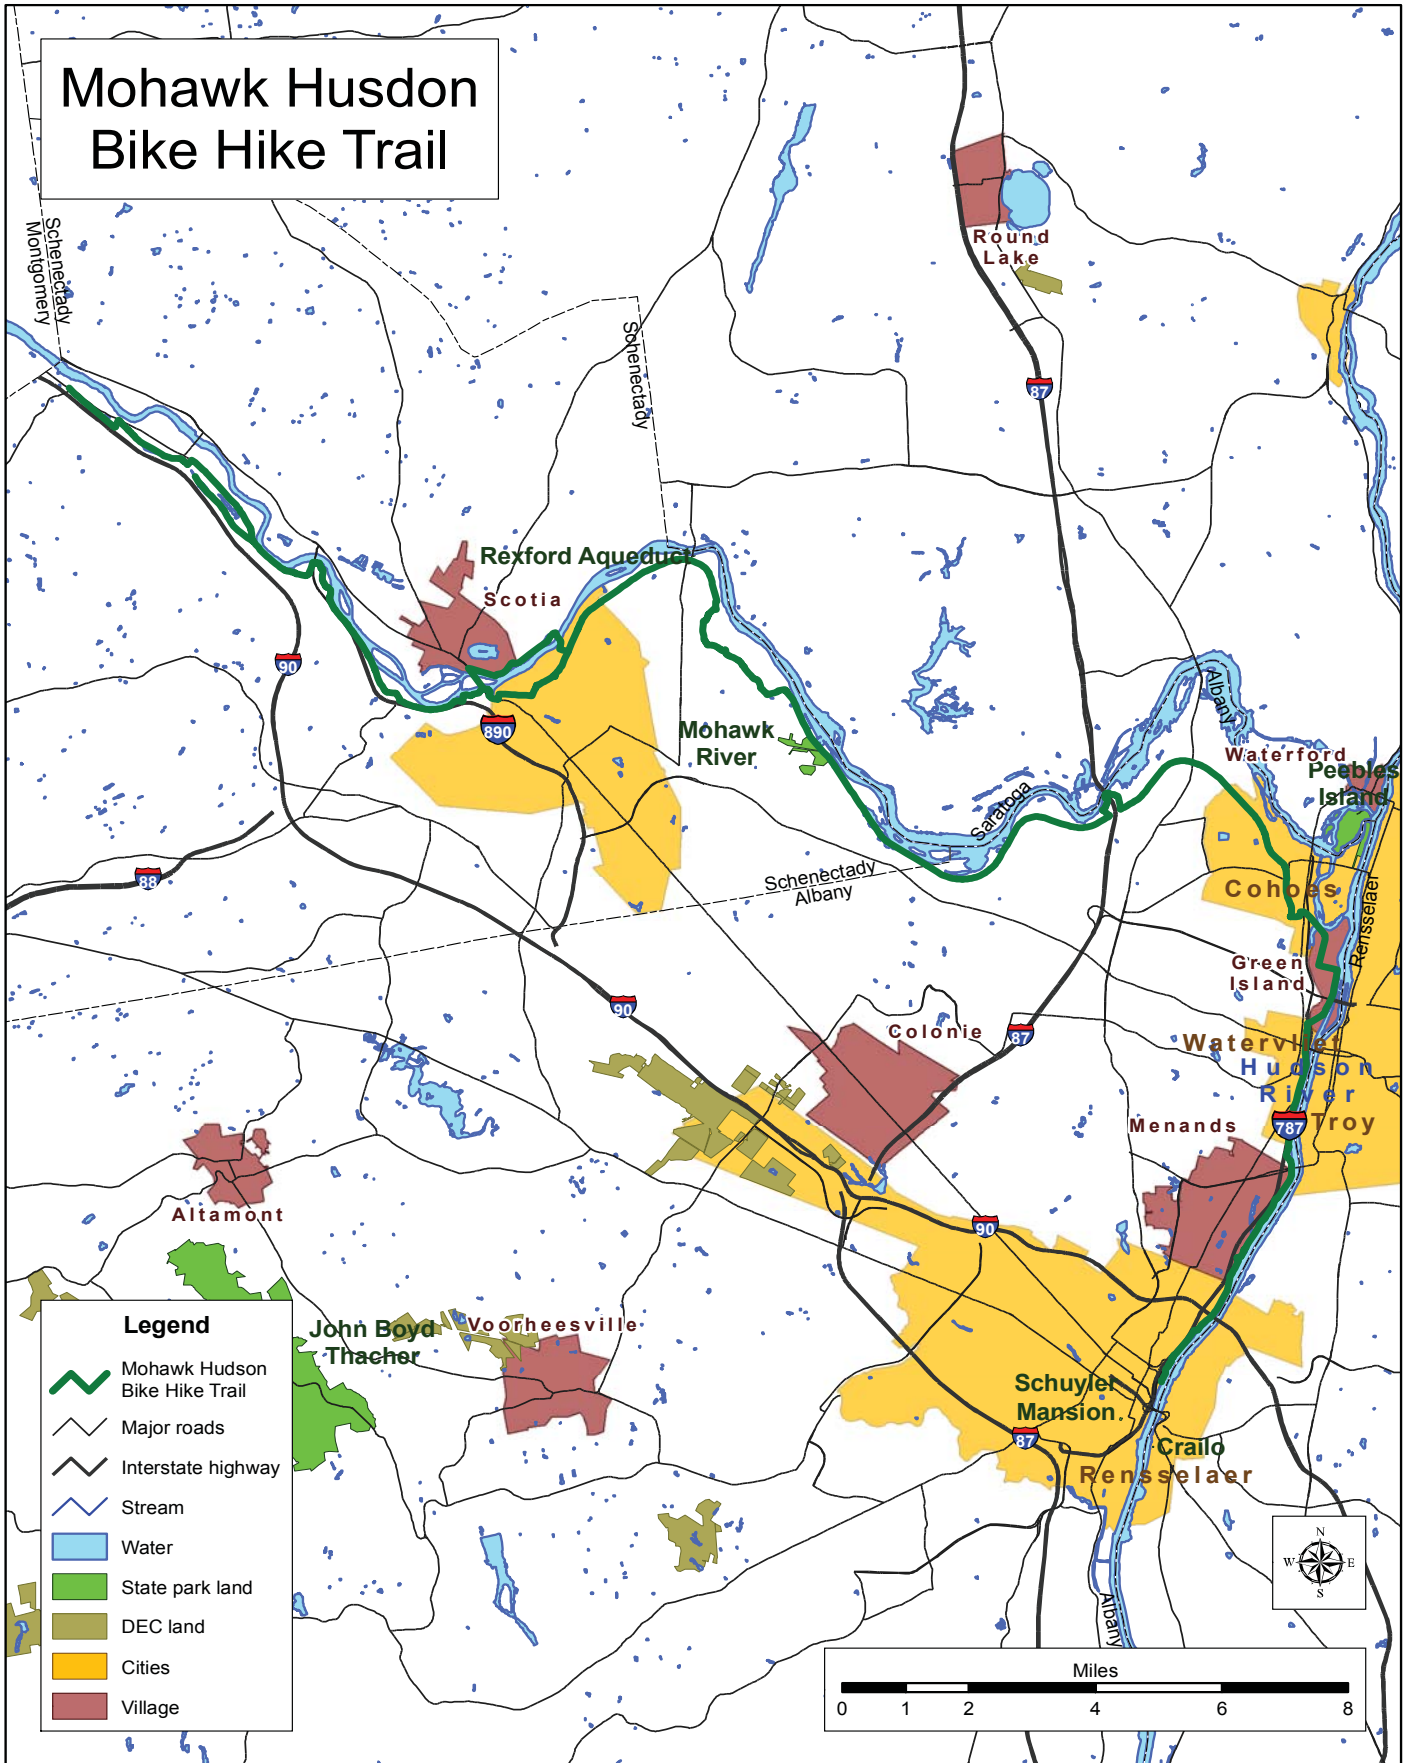 Mohawk Husdon
Bike Hike Trail
Schenectady
Montgomery
Round
Lake
Schenectady
87
Rexford Aqueduct
Scotia
90
890
Mohawk
River
Albany
Waterford
Peebles
Island
Saratoga
88
Schenectady
Albany
Cohoes
Rensselaer
Green
Island
90
Colonie
87
Watervliet
Hudson
River
787
Troy
Menands
Altamont
90
John Boyd
Thacher
Voorheesville
Schuyler
Mansion
87
Crailo
Rensselaer
Albany
Legend
Mohawk Hudson
Bike Hike Trail
Major roads
Interstate highway
Stream
Water
State park land
DEC land
Cities
Village
N
W E
S
Miles
0 1 2 4 6 8